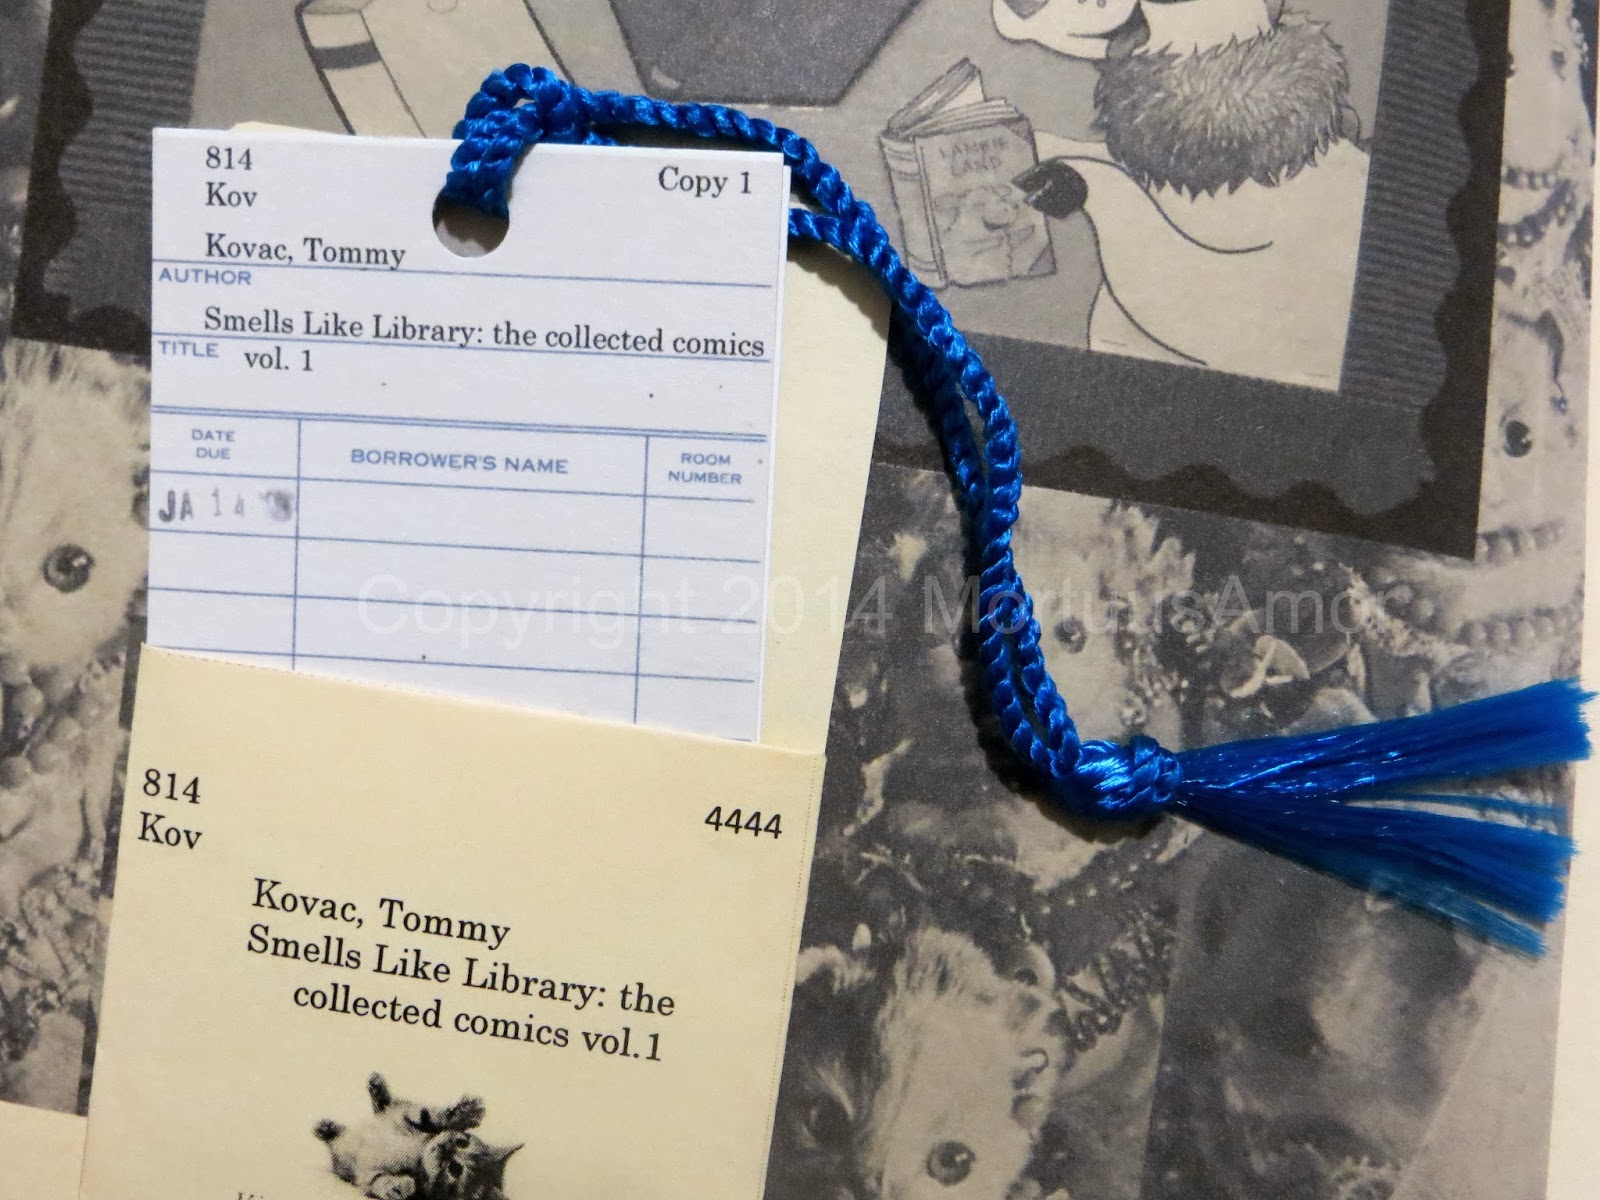 814
Kov
Copy 1
Kovac, Tommy
AUTHOR
Smells Like Library: the collected comics
TITLE
vol. 1
DATE DUE
BORROWER'S NAME
ROOM NUMBER
JA 14
Copyright 2014 MortuusAmor
814
Kov
4444
Kovac, Tommy
Smells Like Library: the
collected comics vol.1
LAND